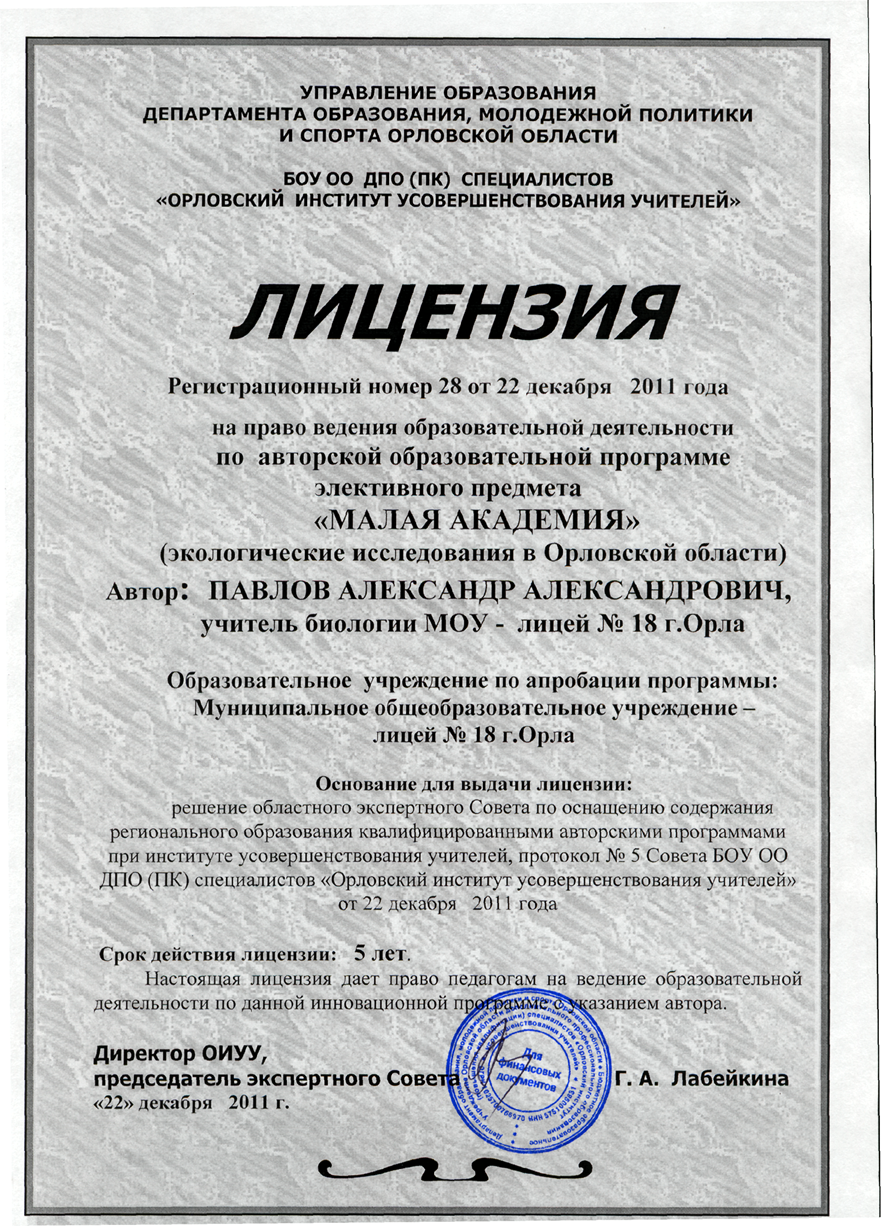 УПРАВЛЕНИЕ ОБРАЗОВАНИЯ
ДЕПАРТАМЕНТА ОБРАЗОВАНИЯ, МОЛОДЕЖНОЙ ПОЛИТИКИ
И СПОРТА ОРЛОВСКОЙ ОБЛАСТИ
БОУ ОО ДПО (ПК) СПЕЦИАЛИСТОВ
«ОРЛОВСКИЙ ИНСТИТУТ УСОВЕРШЕНСТВОВАНИЯ УЧИТЕЛЕЙ»
ЛИЦЕНЗИЯ
Регистрационный номер 28 от 22 декабря 2011 года
на право ведения образовательной деятельности
по авторской образовательной программе
элективного предмета
«МАЛАЯ АКАДЕМИЯ»
(экологические исследования в Орловской области)
Автор: ПАВЛОВ АЛЕКСАНДР АЛЕКСАНДРОВИЧ,
учитель биологии МОУ - лицей № 18 г.Орла
Образовательное учреждение по апробации программы:
Муниципальное общеобразовательное учреждение –
лицей № 18 г.Орла
Основание для выдачи лицензии:
решение областного экспертного Совета по оснащению содержания
регионального образования квалифицированными авторскими программами
при институте усовершенствования учителей, протокол № 5 Совета БОУ ОО
ДПО (ПК) специалистов «Орловский институт усовершенствования учителей»
от 22 декабря 2011 года
Срок действия лицензии: 5 лет.
Настоящая лицензия дает право педагогам на ведение образовательной
деятельности по данной инновационной программе с указанием автора.
Директор ОИУУ,
председатель экспертного Совета Г. А. Лабейкина
«22» декабря 2011 г.
Для
финансовых
документов